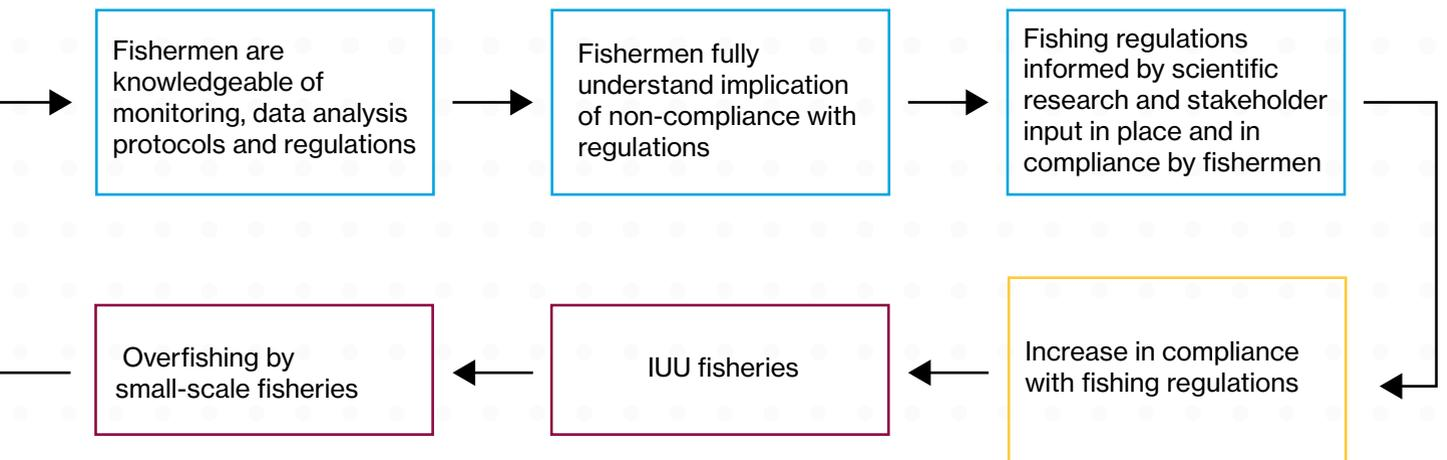 Fishermen are
knowledgeable of
monitoring, data analysis
protocols and regulations
Fishermen fully
understand implication
of non-compliance with
regulations
Fishing regulations
informed by scientific
research and stakeholder
input in place and in
compliance by fishermen
Increase in compliance
with fishing regulations
IUU fisheries
Overfishing by
small-scale fisheries